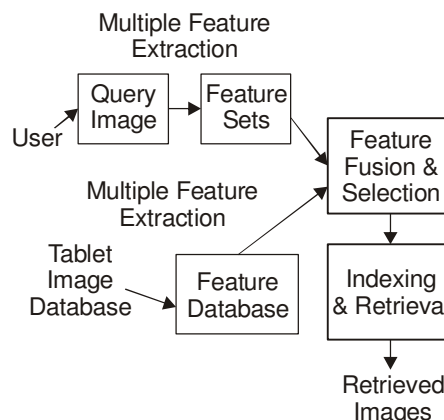 Multiple Feature
Extraction
Query
Image
Feature
Sets
User
Feature
Fusion &
Selection
Multiple Feature
Extraction
Tablet
Image
Database
Feature
Database
Indexing
& Retrieva
Retrieved
Images